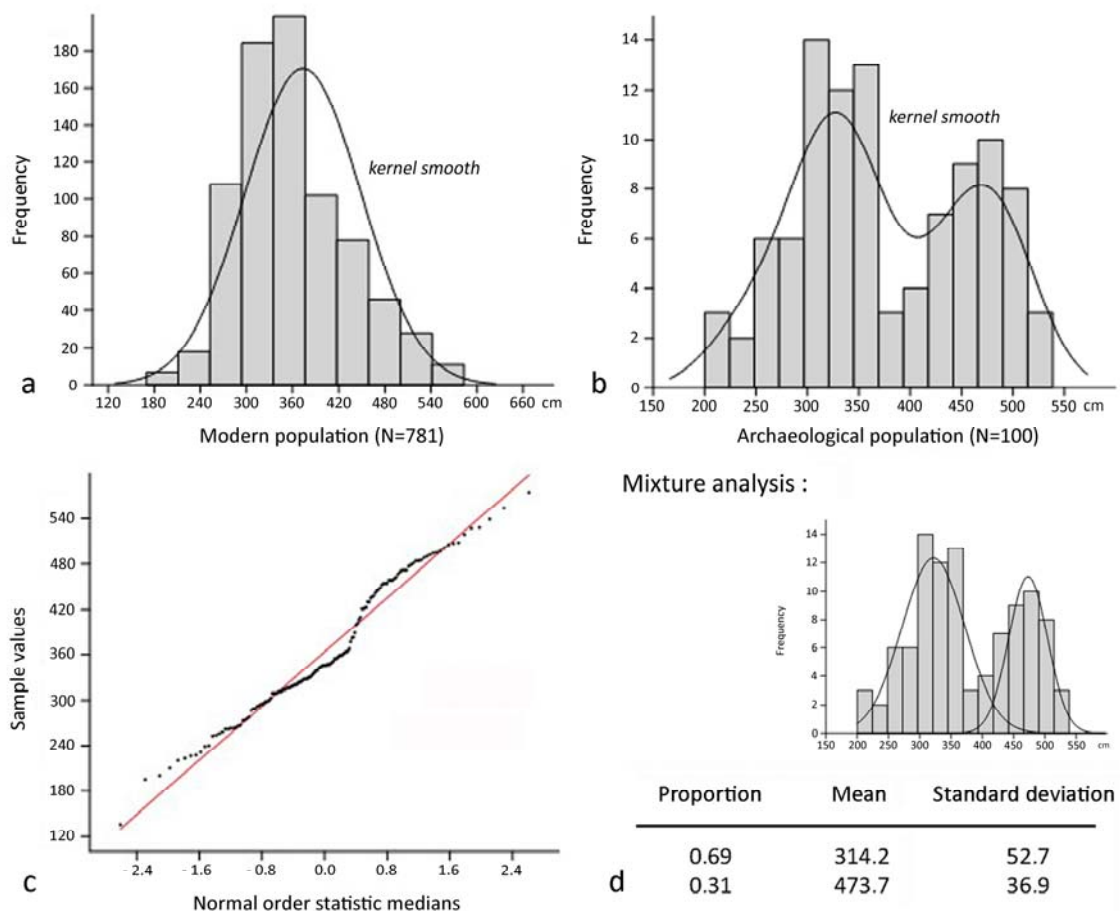 180
160
140
120
100
80
60
40
20
0
Frequency
kernel smooth
a
120 180 240 300 360 420 480 540 600 660 cm
Modern population (N=781)
14
12
10
8
6
4
2
0
Frequency
kernel smooth
b
150 200 250 300 350 400 450 500 550 cm
Archaeological population (N=100)
540
480
420
360
300
240
180
120
Sample values
c
-2.4 -1.6 -0.8 0.0 0.8 1.6 2.4
Normal order statistic medians
Mixture analysis :
14
12
10
8
6
4
2
0
Frequency
150 200 250 300 350 400 450 500 550 cm
Proportion Mean Standard deviation
0.69 314.2 52.7
0.31 473.7 36.9
d